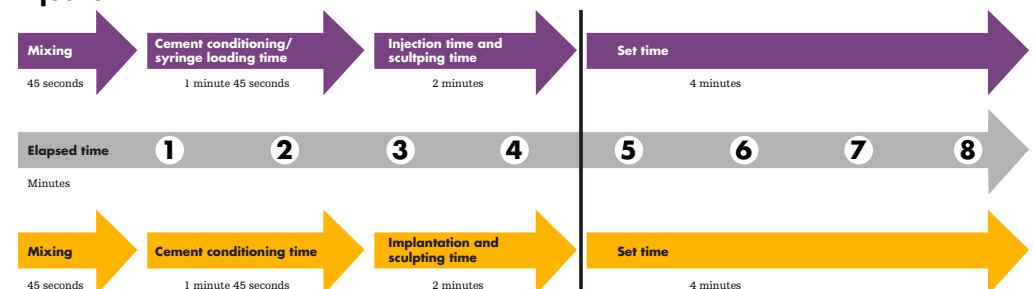 Mixing
Cement conditioning/
syringe loading time
Injection time and
scultping time
Set time
45 seconds
1 minute 45 seconds
2 minutes
4 minutes
Elapsed time
1 2 3 4 5 6 7 8
Minutes
Mixing
Cement conditioning time
Implantation and
sculpting time
Set time
45 seconds
1 minute 45 seconds
2 minutes
4 minutes